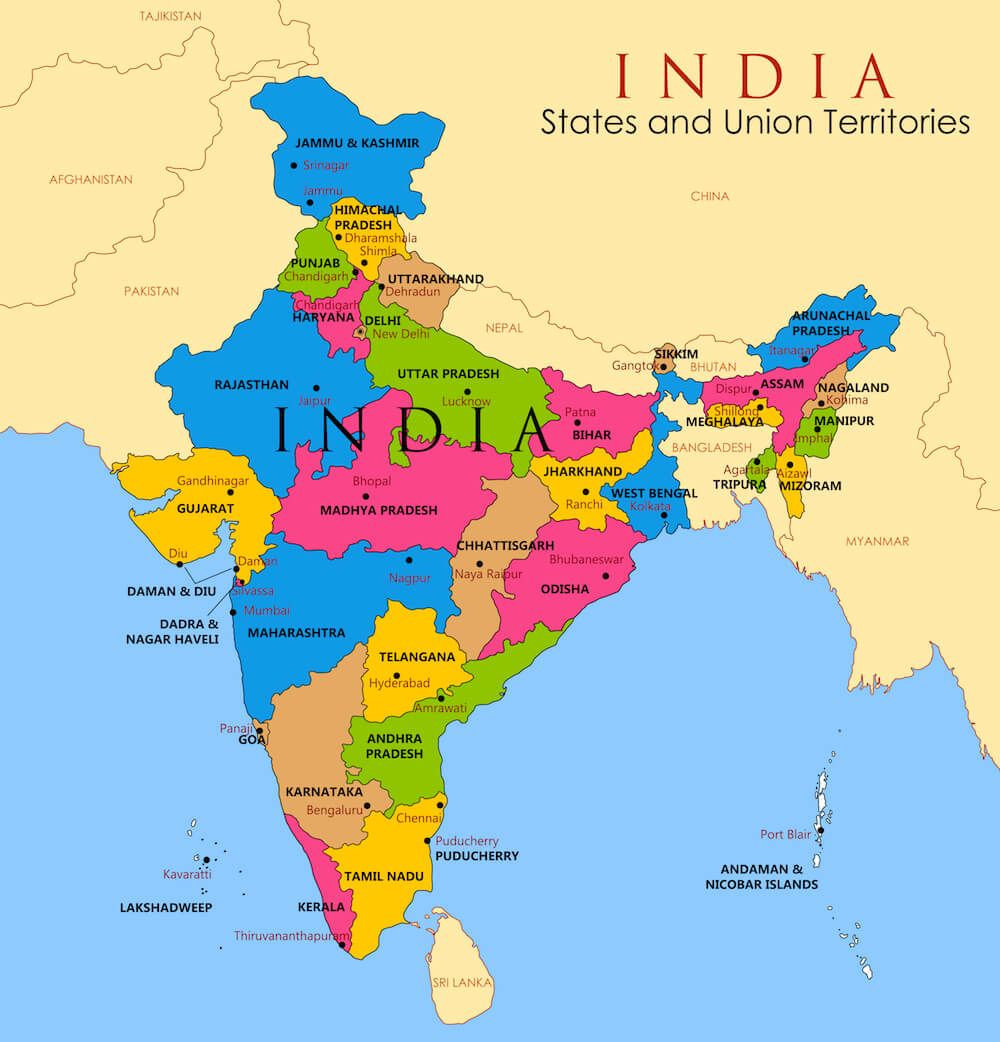 TAJIKISTAN
INDIA
States and Union Territories
AFGHANISTAN
CHINA
PAKISTAN
JAMMU & KASHMIR
Srinagar
Jammu
HIMACHAL
PRADESH
Dharamshala
Shimla
PUNJAB
Chandigarh
UTTARAKHAND
Dehradun
Chandigarh
HARYANA
DELHI
New Delhi
NEPAL
ARUNACHAL
PRADESH
Itanagar
SIKKIM
Gangtok
BHUTAN
RAJASTHAN
Jaipur
UTTAR PRADESH
Lucknow
Dispur
ASSAM
NAGALAND
Kohima
INDIA
Patna
BIHAR
Shillong
MEGHALAYA
MANIPUR
Imphal
BANGLADESH
Gandhinagar
GUJARAT
Bhopal
MADHYA PRADESH
JHARKHAND
Ranchi
WEST BENGAL
Kolkata
Agartala
TRIPURA
Aizawl
MIZORAM
MYANMAR
Diu
Daman
DAMAN & DIU
Silvassa
DADRA &
NAGAR HAVELI
Mumbai
MAHARASHTRA
Nagpur
CHHATTISGARH
Naya Raipur
Bhubaneswar
ODISHA
TELANGANA
Hyderabad
Amrawati
Panaji
GOA
ANDHRA
PRADESH
KARNATAKA
Bengaluru
Chennai
Puducherry
PUDUCHERRY
Port Blair
ANDAMAN &
NICOBAR ISLANDS
Kavaratti
LAKSHADWEEP
TAMIL NADU
KERALA
Thiruvananthapuram
SRI LANKA